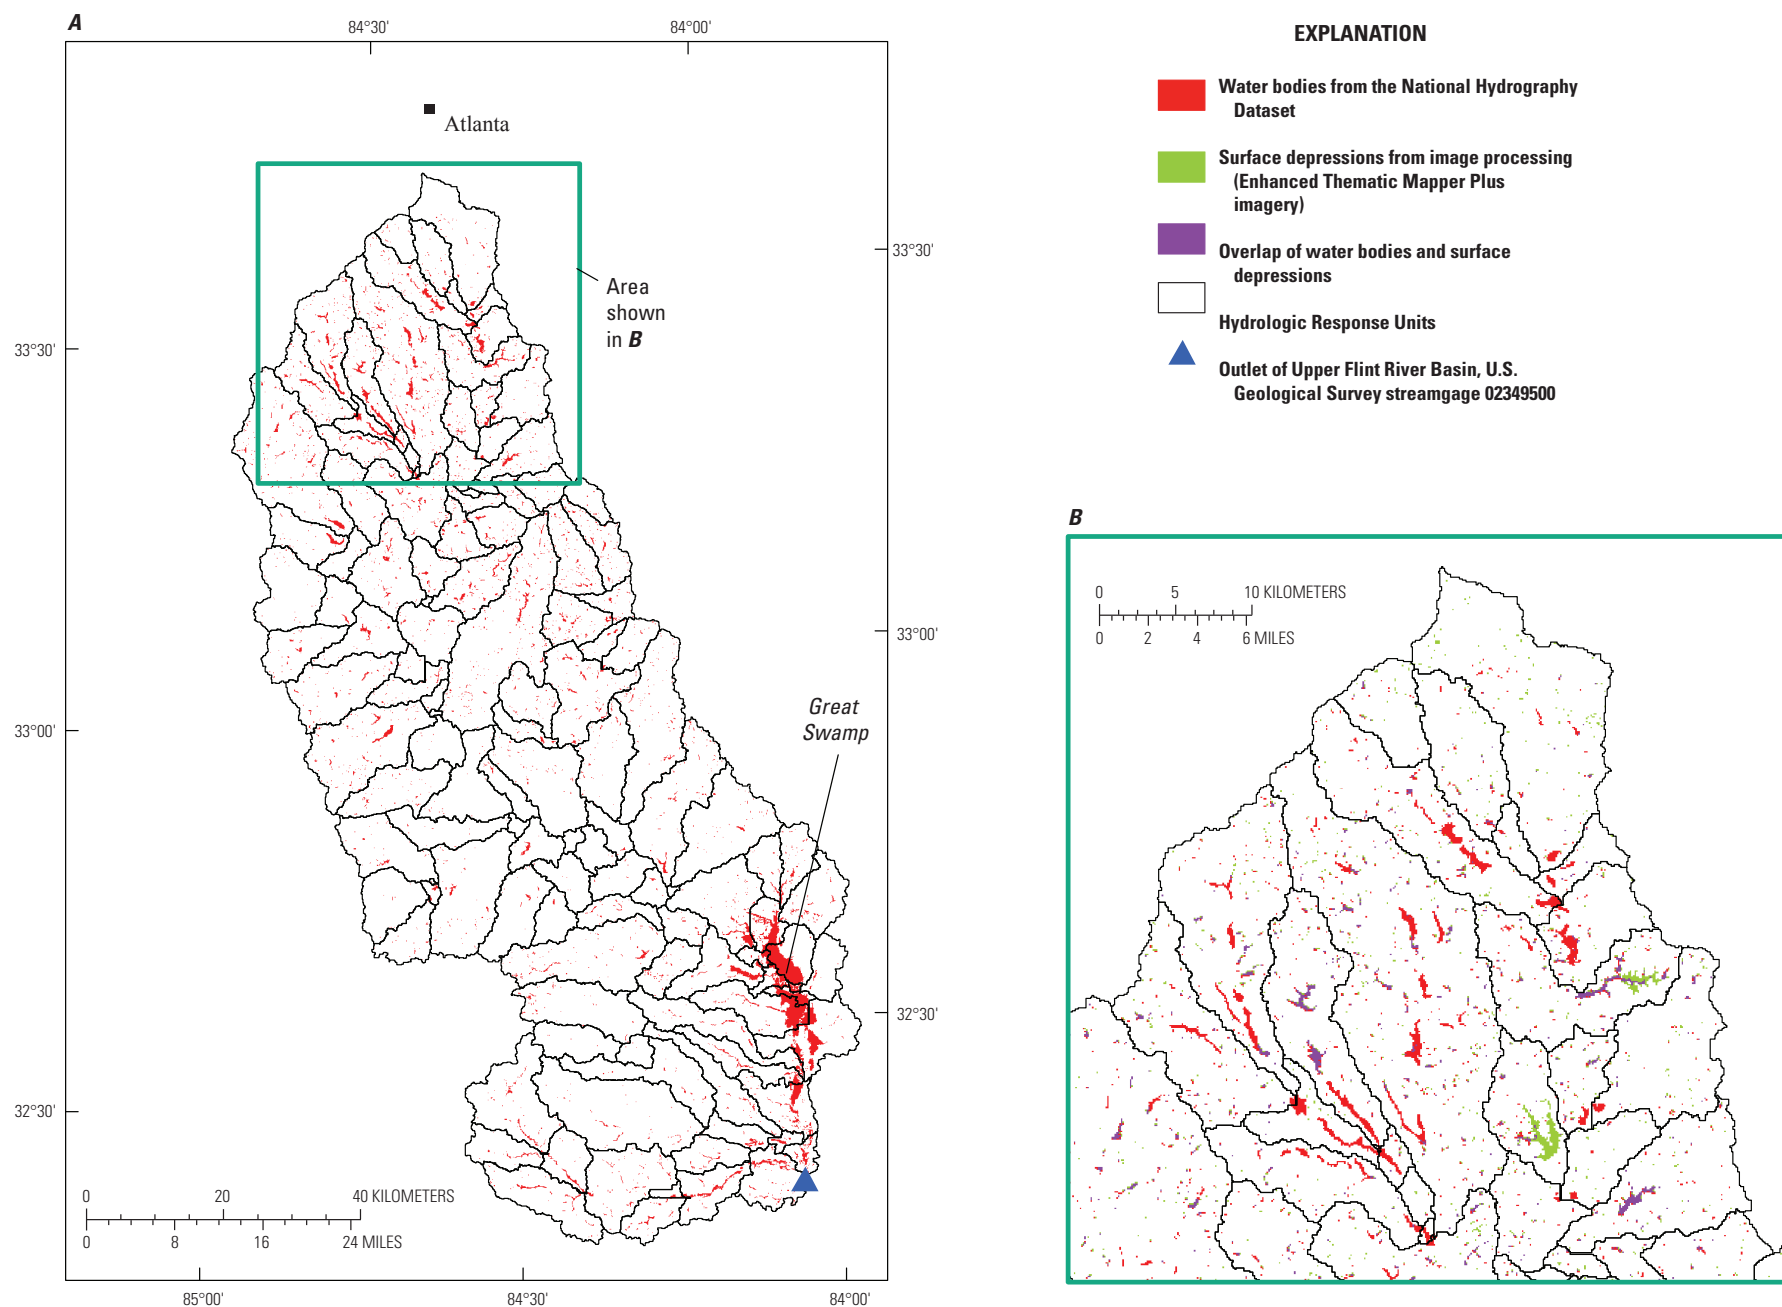 A
84°30'
84°00'
Atlanta
33°30'
Area
shown
in B
33°30'
33°00'
Great
Swamp
33°00'
32°30'
32°30'
0 20 40 KILOMETERS
0 8 16 24 MILES
85°00'
84°30'
84°00'
EXPLANATION
Water bodies from the National Hydrography
Dataset
Surface depressions from image processing
(Enhanced Thematic Mapper Plus
imagery)
Overlap of water bodies and surface
depressions
Hydrologic Response Units
Outlet of Upper Flint River Basin, U.S.
Geological Survey streamgage 02349500
B
0 5 10 KILOMETERS
0 2 4 6 MILES